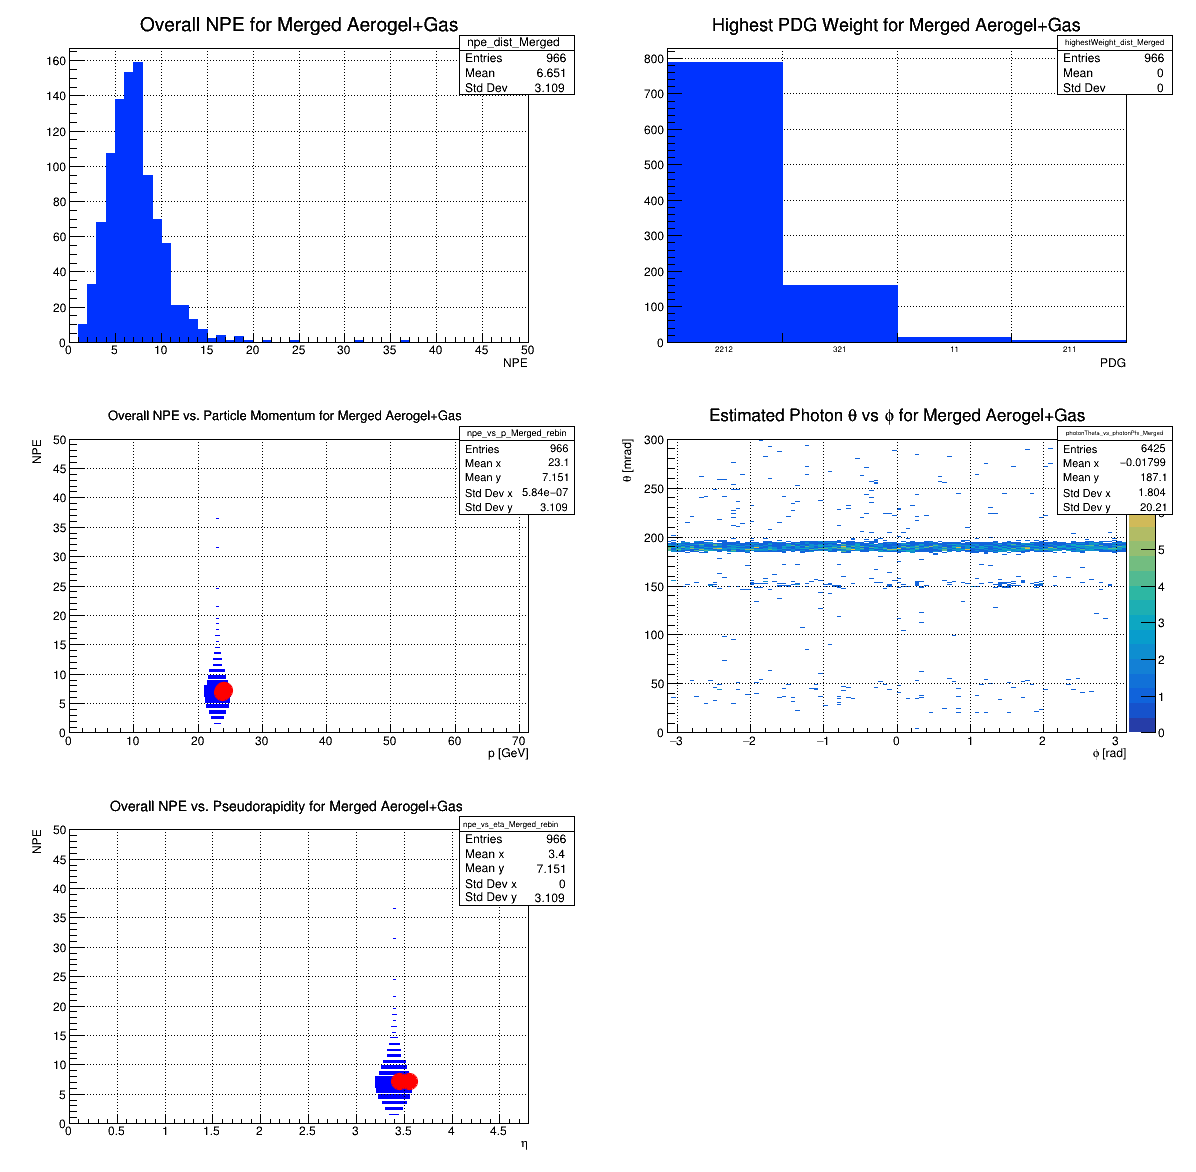 Overall NPE for Merged Aerogel+Gas
npe_dist_Merged
Entries 966
Mean 6.651
Std Dev 3.109
160
140
120
100
80
60
40
20
0
0 5 10 15 20 25 30 35 40 45 50
NPE
Highest PDG Weight for Merged Aerogel+Gas
highestWeight_dist_Merged
Entries 966
Mean 0
Std Dev 0
800
700
600
500
400
300
200
100
0
2212 321 11 211
PDG
Overall NPE vs. Particle Momentum for Merged Aerogel+Gas
npe_vs_p_Merged_rebin
Entries 966
Mean x 23.1
Mean y 7.151
Std Dev x 5.84e−07
Std Dev y 3.109
NPE
50
45
40
35
30
25
20
15
10
5
0
0 10 20 30 40 50 60 70
p [GeV]
Estimated Photon θ vs ϕ for Merged Aerogel+Gas
photonTheta_vs_photonPhi_Merged
Entries 6425
Mean x −0.01799
Mean y 187.1
Std Dev x 1.804
Std Dev y 20.21
θ [mrad]
300
250
200
150
100
50
0
−3 −2 −1 0 1 2 3
ϕ [rad]
5
4
3
2
1
0
Overall NPE vs. Pseudorapidity for Merged Aerogel+Gas
npe_vs_eta_Merged_rebin
Entries 966
Mean x 3.4
Mean y 7.151
Std Dev x 0
Std Dev y 3.109
NPE
50
45
40
35
30
25
20
15
10
5
0
0 0.5 1 1.5 2 2.5 3 3.5 4 4.5
η